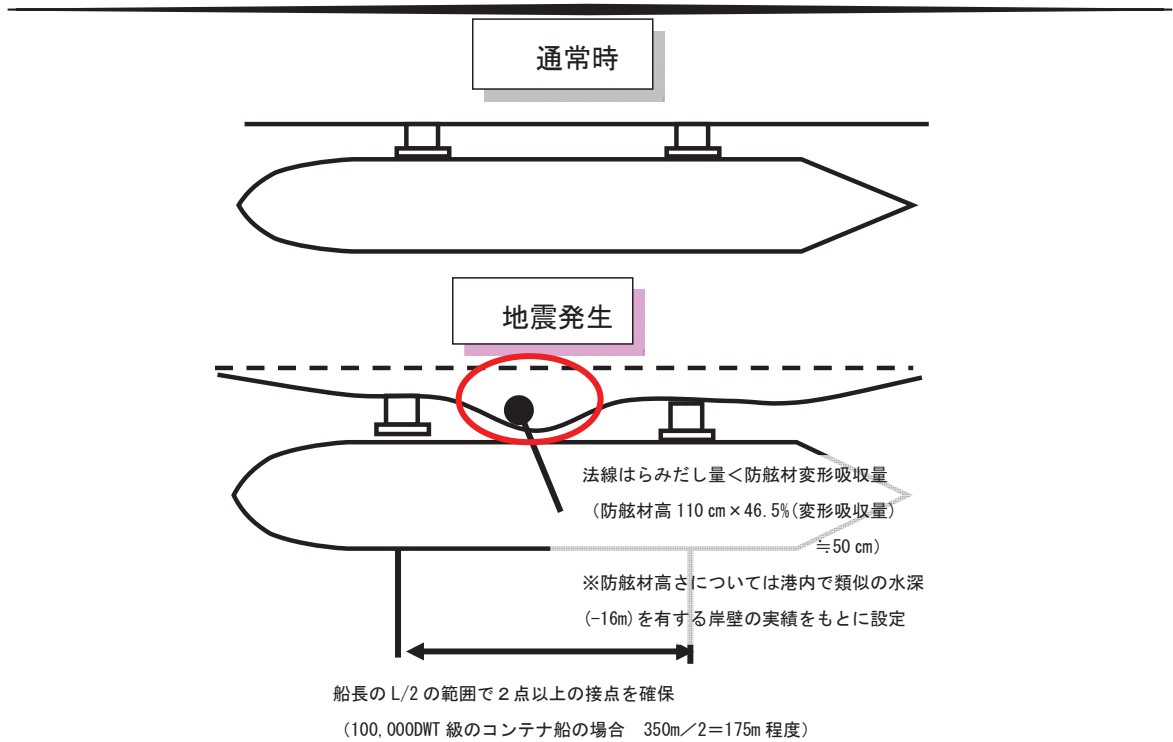 通常時
地震発生
法線はらみだし量＜防舷材変形吸収量
（防舷材高 110 cm×46.5%(変形吸収量)
≒50 cm）
※防舷材高さについては港内で類似の水深
(-16m)を有する岸壁の実績をもとに設定
船長の L/2 の範囲で２点以上の接点を確保
（100,000DWT 級のコンテナ船の場合　350m／2＝175m 程度）